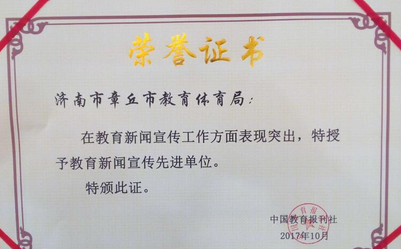 荣誉证书
济南市章丘市教育体育局：
在教育新闻宣传工作方面表现突出，特授
予教育新闻宣传先进单位。
特颁此证。
中国教育报刊社
2017年10月